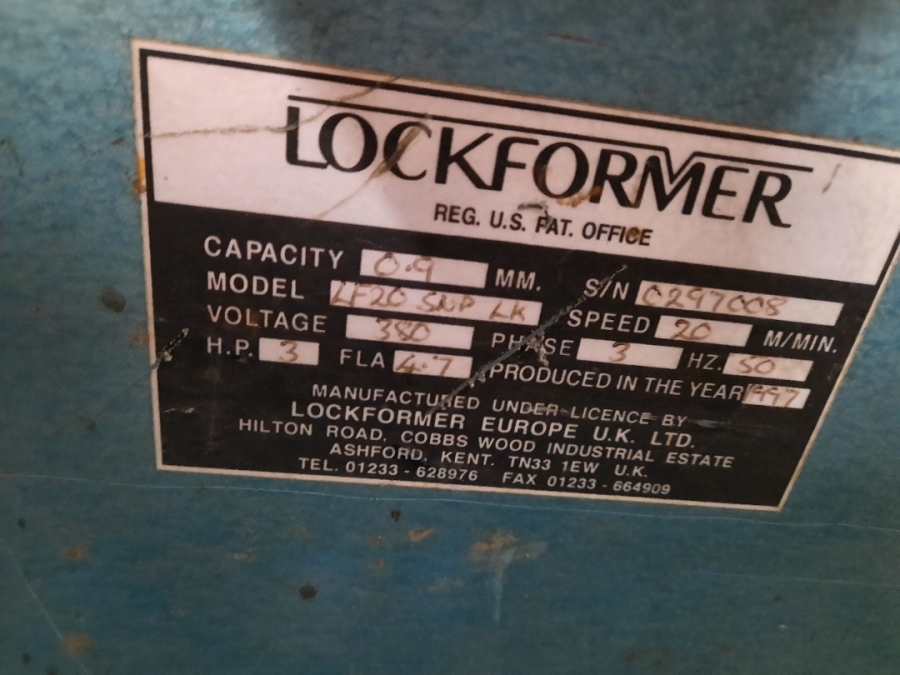 LOCKFORMER
REG. U.S. PAT. OFFICE
CAPACITY 0.9 MM. S/N 0297008
MODEL LF20 SNP LK SPEED 20 M/MIN.
VOLTAGE 380 PHASE 3 HZ. 50
H.P. 3 FLA 4.7 PRODUCED IN THE YEAR 1997
MANUFACTURED UNDER LICENCE BY
LOCKFORMER EUROPE U.K. LTD.
HILTON ROAD, COBBS WOOD INDUSTRIAL ESTATE
ASHFORD, KENT. TN33 1EW U.K.
TEL. 01233 - 628976 FAX 01233 - 664909